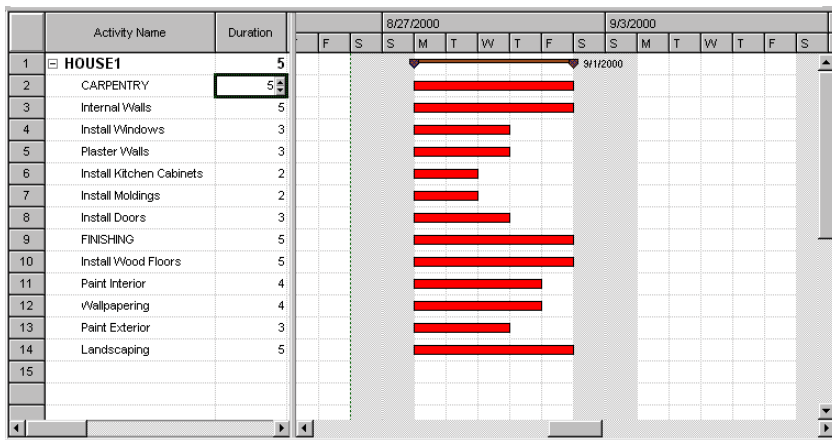 Activity Name Duration 8/27/2000 9/3/2000
F S S M T W T F S S M T W T F S
1 HOUSE1 5 9/1/2000
2 CARPENTRY 5
3 Internal Walls 5
4 Install Windows 3
5 Plaster Walls 3
6 Install Kitchen Cabinets 2
7 Install Moldings 2
8 Install Doors 3
9 FINISHING 5
10 Install Wood Floors 5
11 Paint Interior 4
12 Wallpapering 4
13 Paint Exterior 3
14 Landscaping 5
15